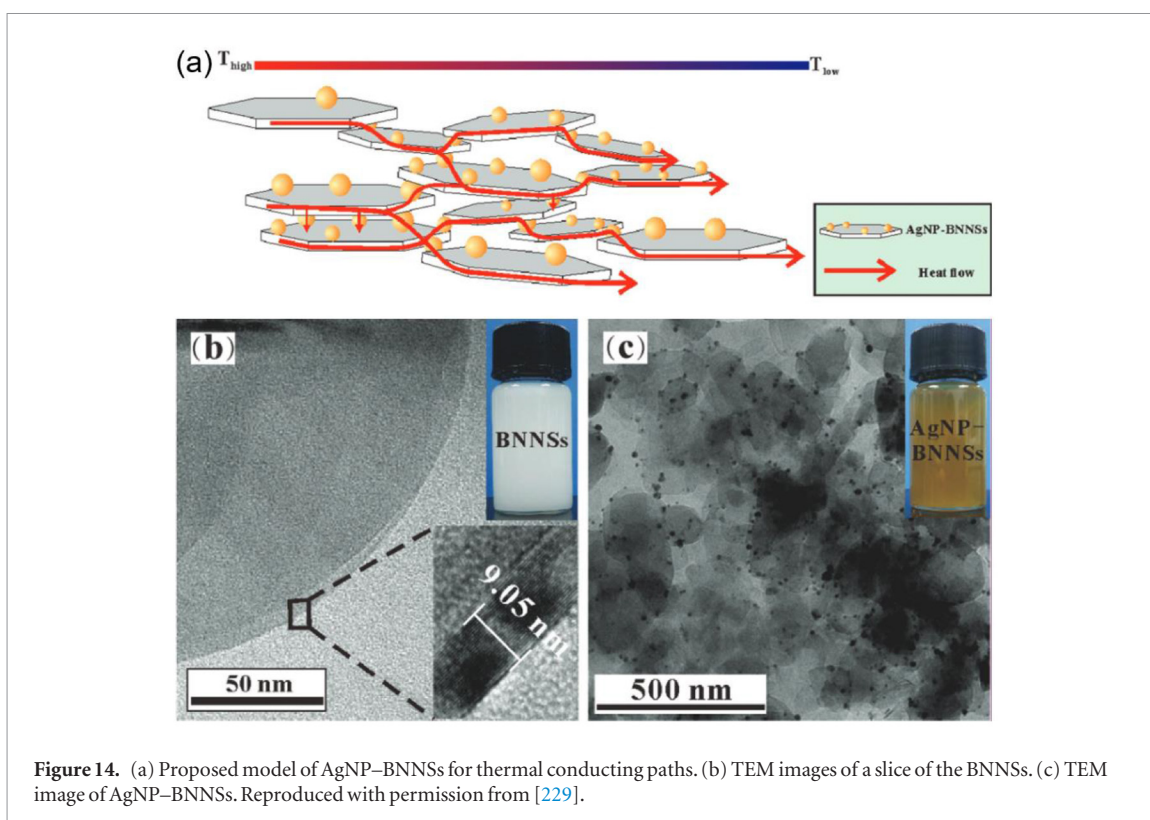 (a) T high T low
AgNP-BNNSs
Heat flow
(b)
BNNSs
9.05 nm
50 nm
(c)
AgNP-
BNNSs
500 nm
Figure 14. (a) Proposed model of AgNP–BNNSs for thermal conducting paths. (b) TEM images of a slice of the BNNSs. (c) TEM
image of AgNP–BNNSs. Reproduced with permission from [229].